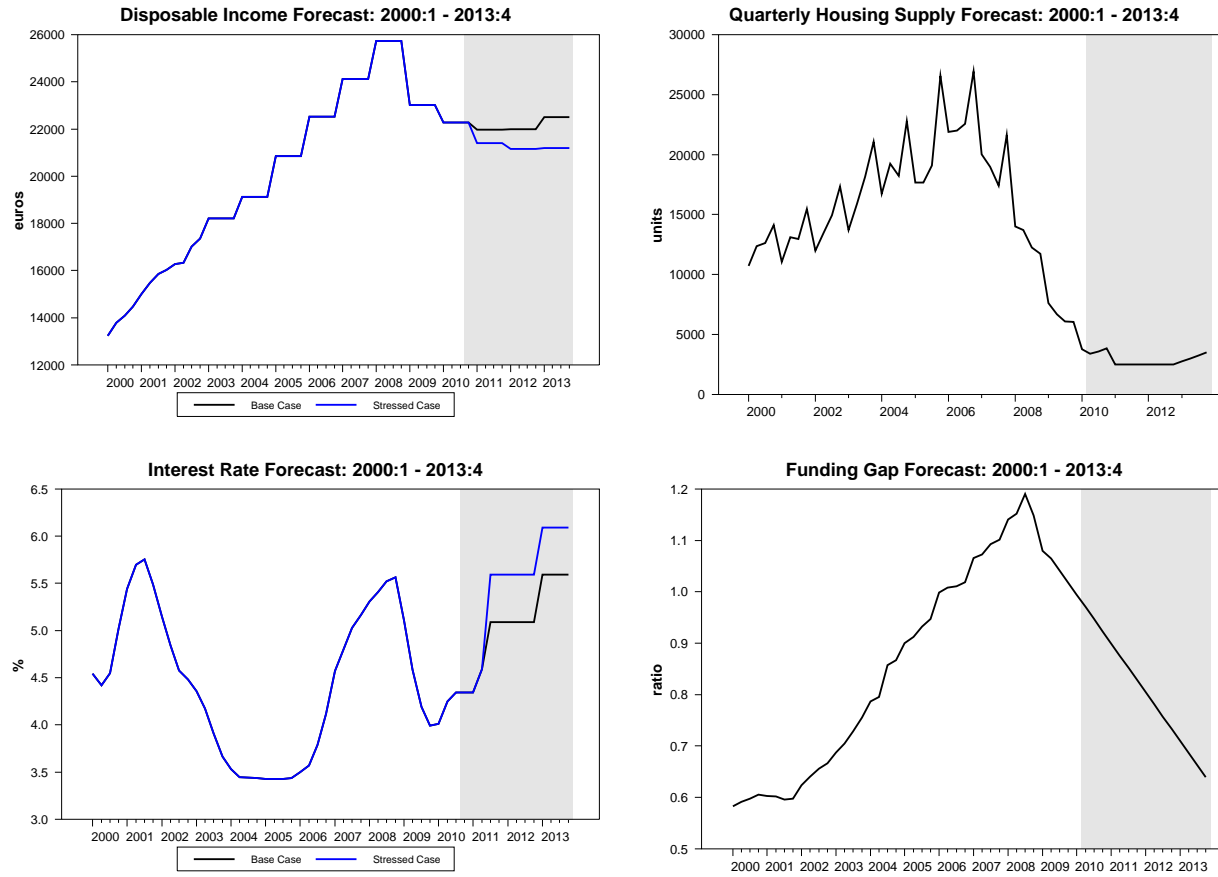 Disposable Income Forecast: 2000:1 - 2013:4
26000
24000
22000
20000
18000
16000
14000
12000
euros
2000 2001 2002 2003 2004 2005 2006 2007 2008 2009 2010 2011 2012 2013
Base Case Stressed Case
Quarterly Housing Supply Forecast: 2000:1 - 2013:4
30000
25000
20000
15000
10000
5000
0
units
2000 2002 2004 2006 2008 2010 2012
Interest Rate Forecast: 2000:1 - 2013:4
6.5
6.0
5.5
5.0
4.5
4.0
3.5
3.0
%
2000 2001 2002 2003 2004 2005 2006 2007 2008 2009 2010 2011 2012 2013
Base Case Stressed Case
Funding Gap Forecast: 2000:1 - 2013:4
1.2
1.1
1.0
0.9
0.8
0.7
0.6
0.5
ratio
2000 2001 2002 2003 2004 2005 2006 2007 2008 2009 2010 2011 2012 2013